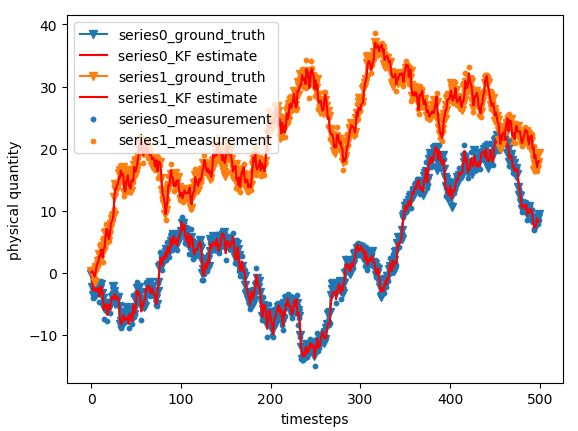 series0_ground_truth
series0_KF estimate
series1_ground_truth
series1_KF estimate
series0_measurement
series1_measurement
40
30
20
10
0
−10
physical quantity
0 100 200 300 400 500
timesteps